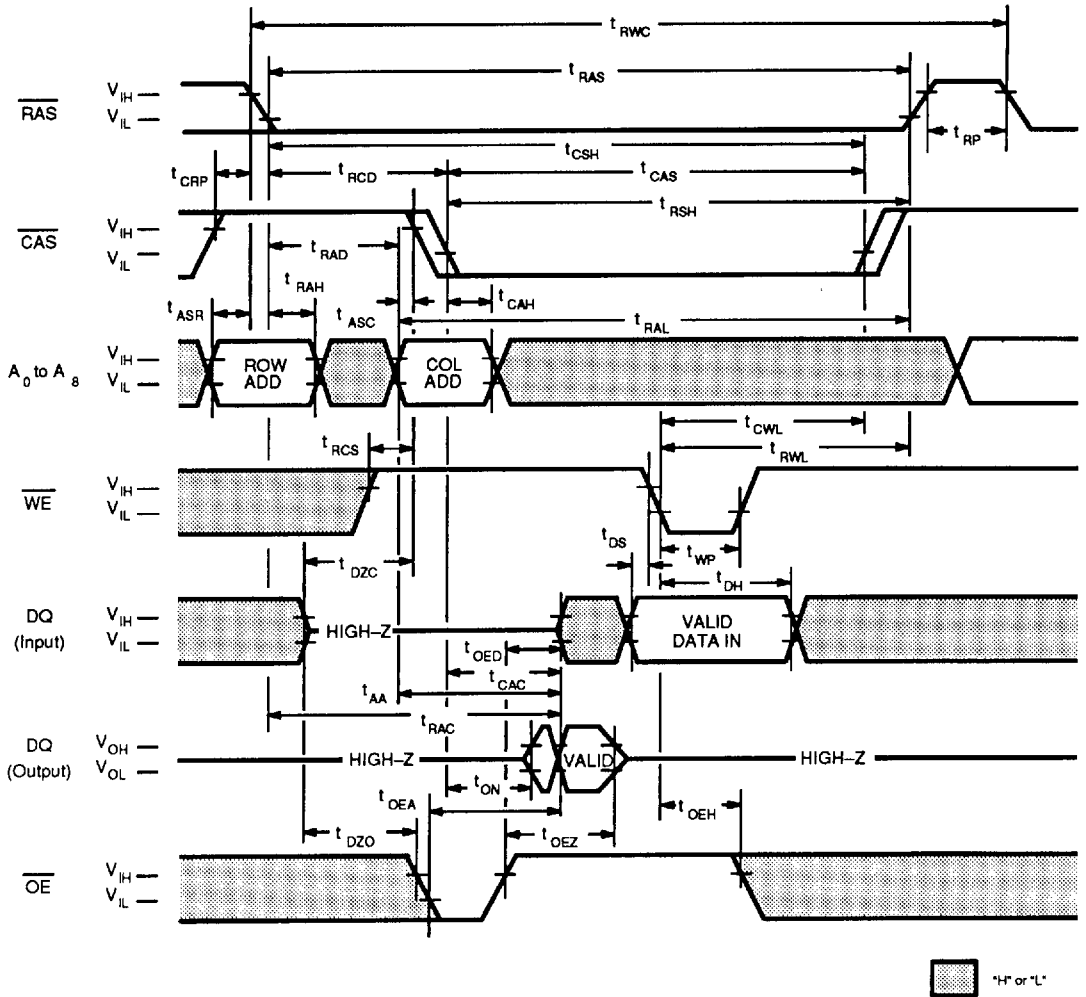 t RWC
t RAS
RAS
V IH
V IL
t RP
t CSH
t CRP
t RCD
t CAS
t RSH
CAS
V IH
V IL
t RAD
t RAH
t ASR
t ASC
t CAH
t RAL
A 0 to A 8
V IH
V IL
ROW ADD
COL ADD
t CWL
t RCS
t RWL
WE
V IH
V IL
t DS
t WP
t DZC
t DH
DQ
(Input)
V IH
V IL
HIGH–Z
VALID
DATA IN
t OED
t CAC
t AA
t RAC
DQ
(Output)
V OH
V OL
HIGH–Z
VALID
HIGH–Z
t ON
t OEA
t OEH
t DZO
t OEZ
OE
V IH
V IL
"H" or "L"